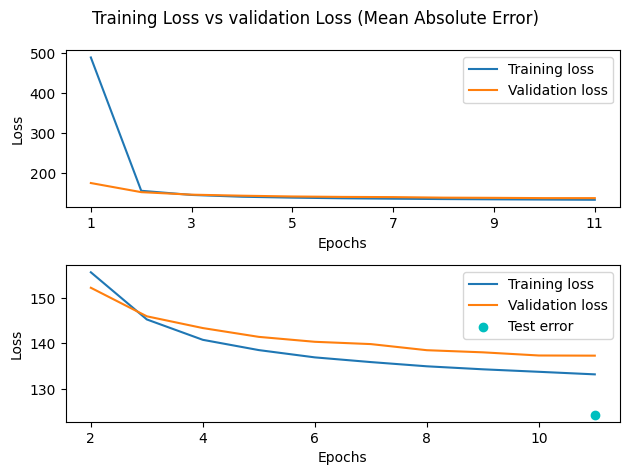 Training Loss vs validation Loss (Mean Absolute Error)
500
400
300
200
Loss
Training loss
Validation loss
1 3 5 7 9 11
Epochs
150
140
130
Loss
Training loss
Validation loss
Test error
2 4 6 8 10
Epochs